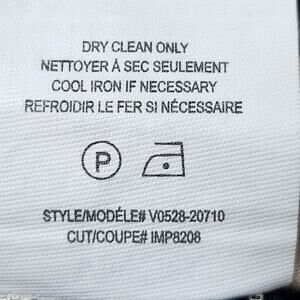 DRY CLEAN ONLY
NETTOYER À SEC SEULEMENT
COOL IRON IF NECESSARY
REFROIDIR LE FER SI NÉCESSAIRE
P
STYLE/MODÉLE# V0528-20710
CUT/COUPE# IMP8208